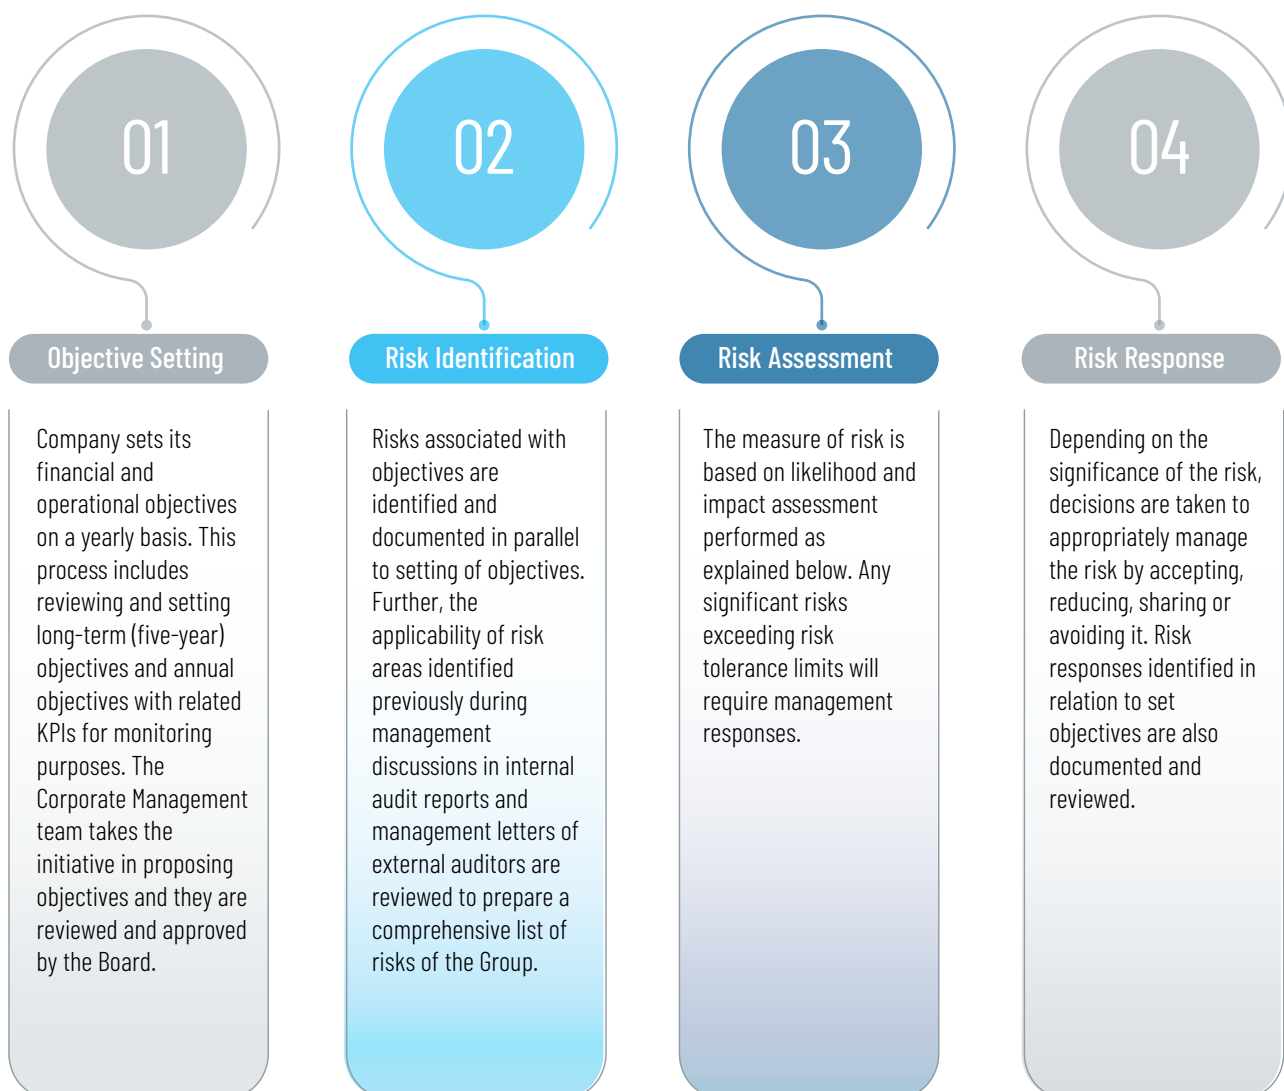 01
Objective Setting
Company sets its
financial and
operational objectives
on a yearly basis. This
process includes
reviewing and setting
long-term (five-year)
objectives and annual
objectives with related
KPIs for monitoring
purposes. The
Corporate Management
team takes the
initiative in proposing
objectives and they are
reviewed and approved
by the Board.
02
Risk Identification
Risks associated with
objectives are
identified and
documented in parallel
to setting of objectives.
Further, the
applicability of risk
areas identified
previously during
management
discussions in internal
audit reports and
management letters of
external auditors are
reviewed to prepare a
comprehensive list of
risks of the Group.
03
Risk Assessment
The measure of risk is
based on likelihood and
impact assessment
performed as
explained below. Any
significant risks
exceeding risk
tolerance limits will
require management
responses.
04
Risk Response
Depending on the
significance of the risk,
decisions are taken to
appropriately manage
the risk by accepting,
reducing, sharing or
avoiding it. Risk
responses identified in
relation to set
objectives are also
documented and
reviewed.